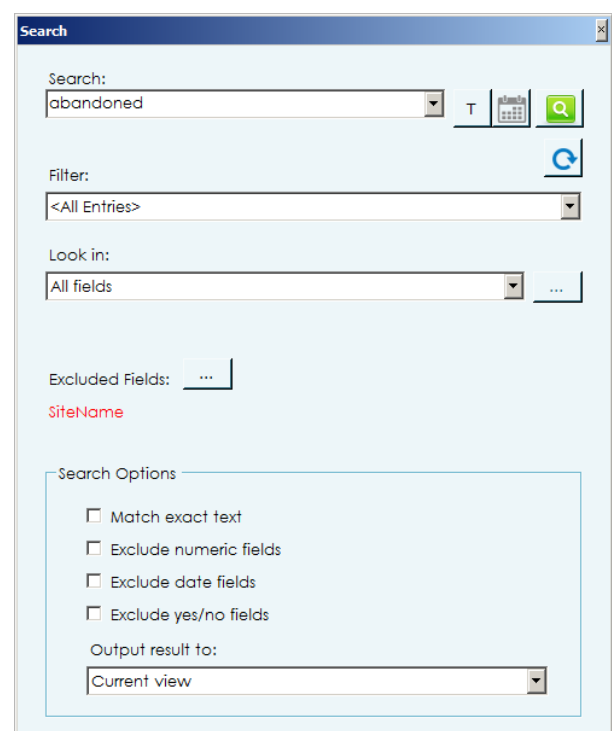 Search
Search:
abandoned
T
Filter:
<All Entries>
Look in:
All fields
...
Excluded Fields: ...
SiteName
Search Options
Match exact text
Exclude numeric fields
Exclude date fields
Exclude yes/no fields
Output result to:
Current view